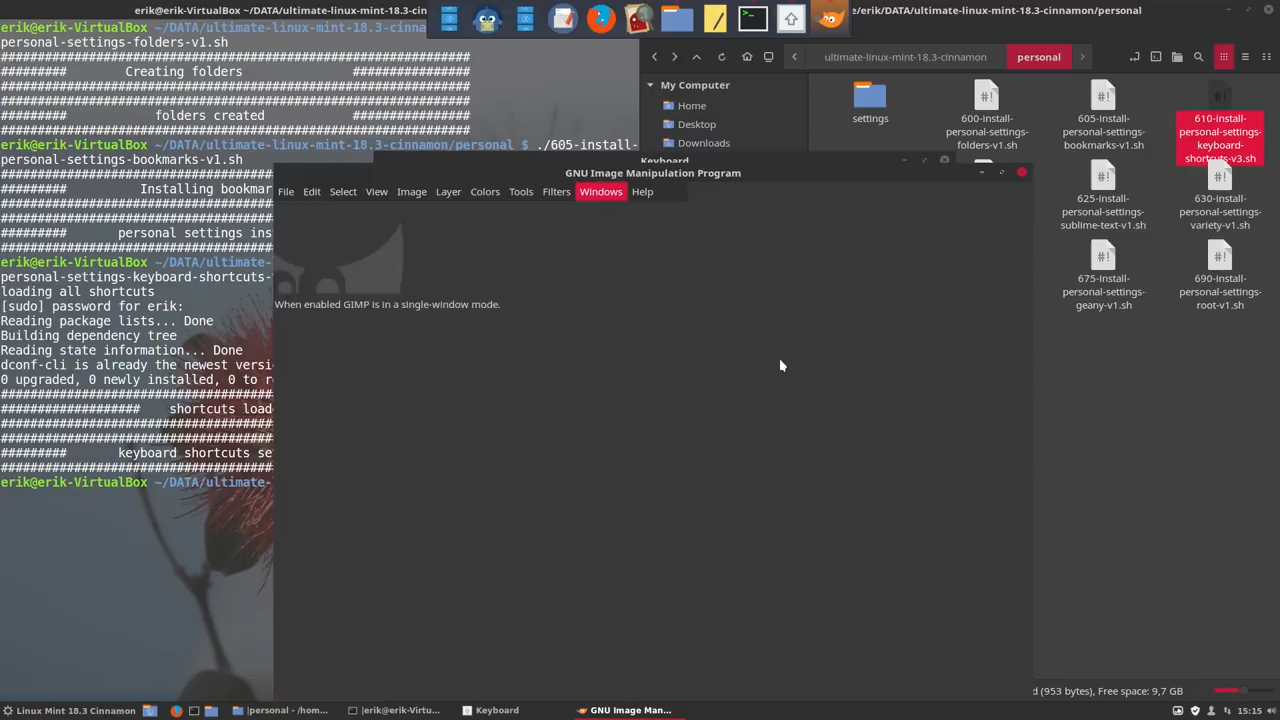 erik@erik-VirtualBox ~/DATA/ultimate-linux-mint-18.3-cinn
e/erik/DATA/ultimate-linux-mint-18.3-cinnamon/personal
erik@erik-VirtualBox ~/DATA/ultimate-linux-mint-18.3-cinna
personal-settings-folders-v1.sh
################################################################
#########         Creating folders                 ################
################################################################
################################################################
#########              folders created             ################
################################################################
erik@erik-VirtualBox ~/DATA/ultimate-linux-mint-18.3-cinnamon/personal $ ./605-install-
personal-settings-bookmarks-v1.sh
#########            Installing bookmar
#####################################
#####################################
#########        personal settings ins
#####################################
erik@erik-VirtualBox ~/DATA/ultimate-
personal-settings-keyboard-shortcuts-
loading all shortcuts
[sudo] password for erik:
Reading package lists... Done
Building dependency tree
Reading state information... Done
dconf-cli is already the newest versi
0 upgraded, 0 newly installed, 0 to r
#####################################
###################    shortcuts load
#####################################
#####################################
#########       keyboard shortcuts se
#####################################
erik@erik-VirtualBox ~/DATA/ultimate-
ultimate-linux-mint-18.3-cinnamon
personal
My Computer
Home
Desktop
Downloads
settings
600-install-
personal-settings-
folders-v1.sh
605-install-
personal-settings-
bookmarks-v1.sh
610-install-
personal-settings-
keyboard-
shortcuts-v3.sh
625-install-
personal-settings-
sublime-text-v1.sh
630-install-
personal-settings-
variety-v1.sh
675-install-
personal-settings-
geany-v1.sh
690-install-
personal-settings-
root-v1.sh
d (953 bytes), Free space: 9,7 GB
Keyboard
GNU Image Manipulation Program
File Edit Select View Image Layer Colors Tools Filters Windows Help
When enabled GIMP is in a single-window mode.
Linux Mint 18.3 Cinnamon
|personal - /hom...
|erik@erik-Virtu...
Keyboard
GNU Image Man...
15:15